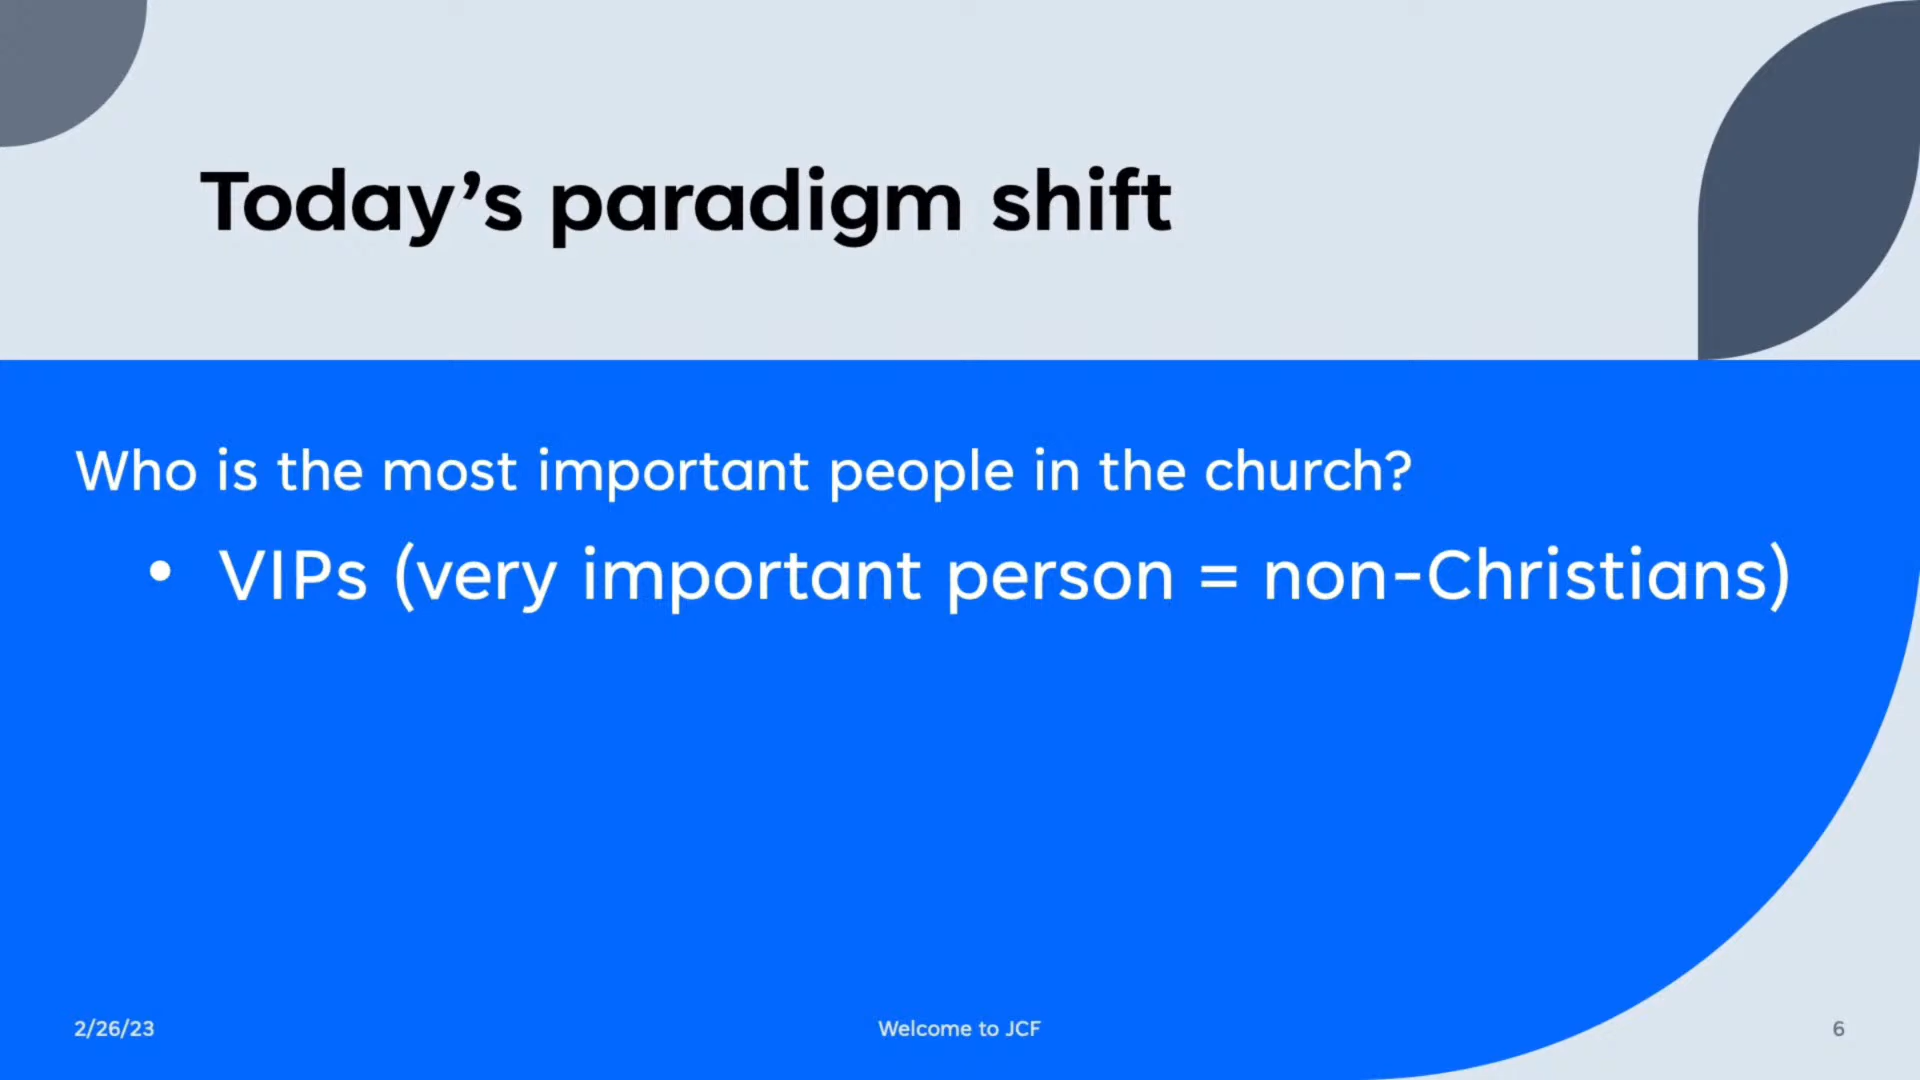 Today’s paradigm shift
Who is the most important people in the church?
• VIPs (very important person = non-Christians)
2/26/23
Welcome to JCF
6